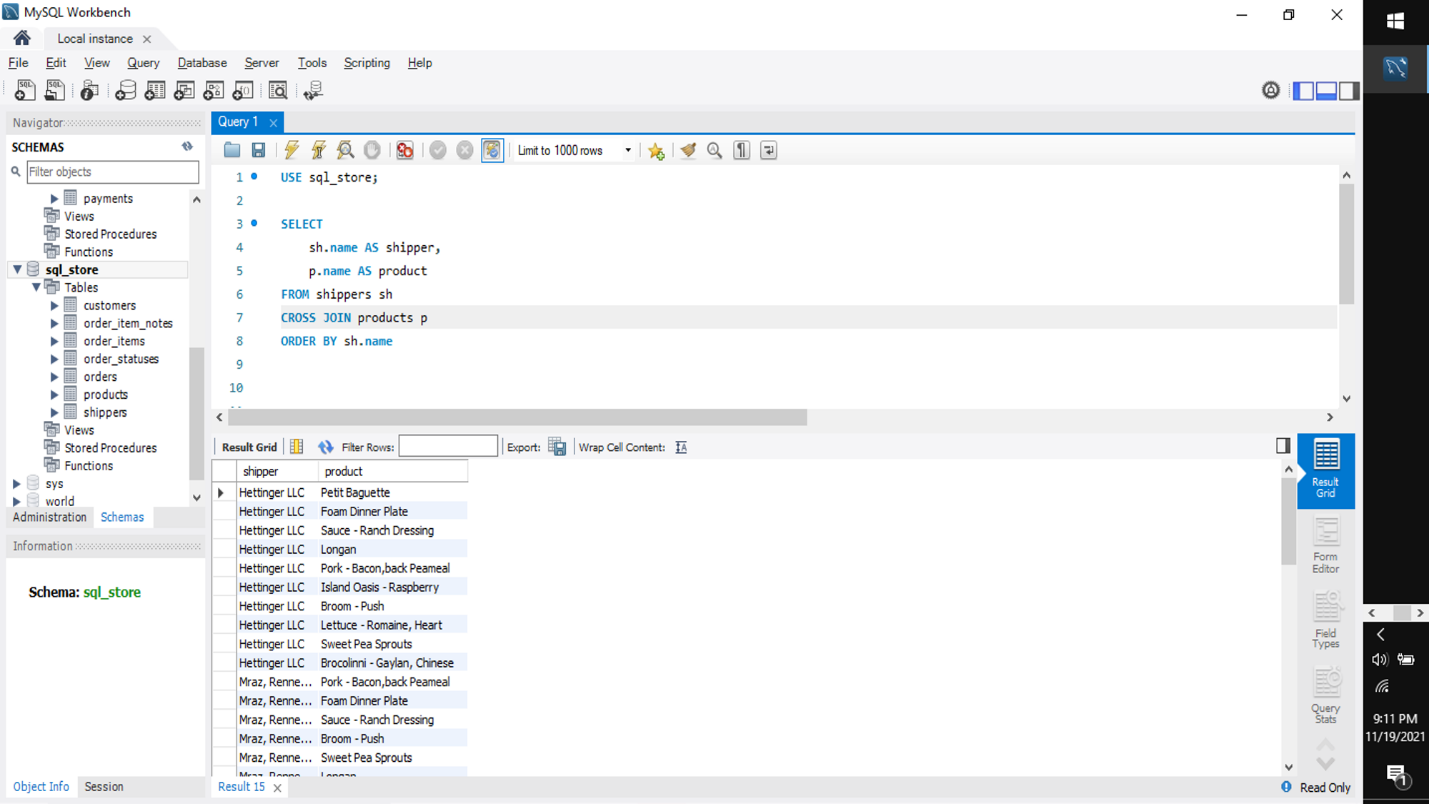 MySQL Workbench
Local instance
File Edit View Query Database Server Tools Scripting Help
Navigator
SCHEMAS
Filter objects
payments
Views
Stored Procedures
Functions
sql_store
Tables
customers
order_item_notes
order_items
order_statuses
orders
products
shippers
Views
Stored Procedures
Functions
sys
world
Administration Schemas
Information
Schema: sql_store
Object Info Session
Query 1
Limit to 1000 rows
1 USE sql_store;
2
3 SELECT
4 sh.name AS shipper,
5 p.name AS product
6 FROM shippers sh
7 CROSS JOIN products p
8 ORDER BY sh.name
9
10
Result Grid Filter Rows: Export: Wrap Cell Content:
shipper product
Hettinger LLC Petit Baguette
Hettinger LLC Foam Dinner Plate
Hettinger LLC Sauce - Ranch Dressing
Hettinger LLC Longan
Hettinger LLC Pork - Bacon,back Peameal
Hettinger LLC Island Oasis - Raspberry
Hettinger LLC Broom - Push
Hettinger LLC Lettuce - Romaine, Heart
Hettinger LLC Sweet Pea Sprouts
Hettinger LLC Brocolinni - Gaylan, Chinese
Mraz, Renne... Pork - Bacon,back Peameal
Mraz, Renne... Foam Dinner Plate
Mraz, Renne... Sauce - Ranch Dressing
Mraz, Renne... Broom - Push
Mraz, Renne... Sweet Pea Sprouts
Mraz, Renne... Longan
Result 15
Result
Grid
Form
Editor
Field
Types
Query
Stats
Read Only
9:11 PM
11/19/2021
1